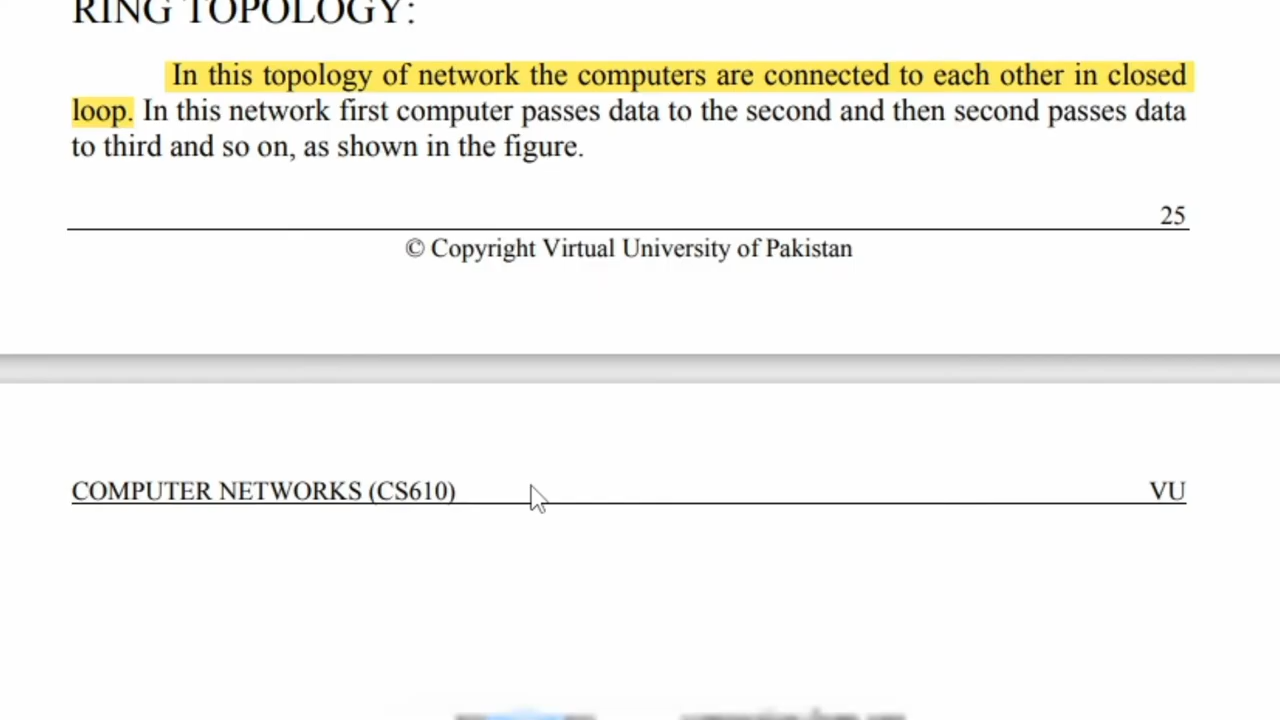 RING TOPOLOGY:
In this topology of network the computers are connected to each other in closed
loop. In this network first computer passes data to the second and then second passes data
to third and so on, as shown in the figure.
25
© Copyright Virtual University of Pakistan
COMPUTER NETWORKS (CS610) VU